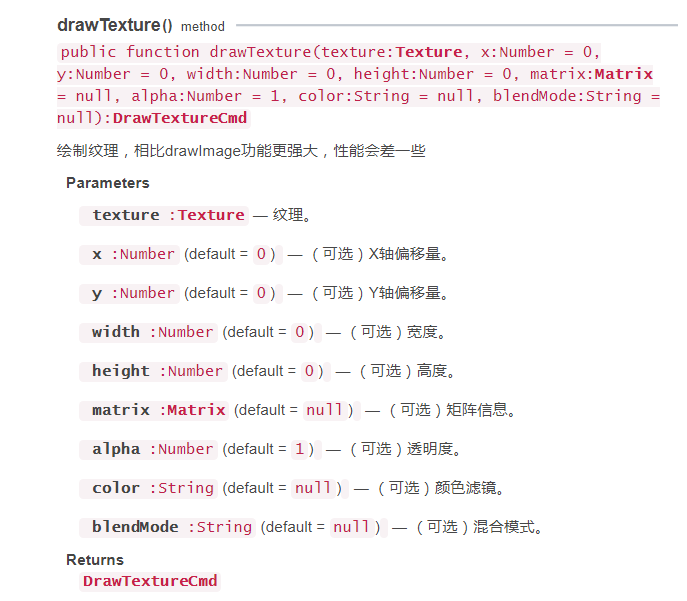 drawTexture() method
public function drawTexture(texture:Texture, x:Number = 0,
y:Number = 0, width:Number = 0, height:Number = 0, matrix:Matrix
= null, alpha:Number = 1, color:String = null, blendMode:String =
null):DrawTextureCmd
绘制纹理，相比drawImage功能更强大，性能会差一些
Parameters
texture :Texture — 纹理。
x :Number (default = 0) — （可选）X轴偏移量。
y :Number (default = 0) — （可选）Y轴偏移量。
width :Number (default = 0) — （可选）宽度。
height :Number (default = 0) — （可选）高度。
matrix :Matrix (default = null) — （可选）矩阵信息。
alpha :Number (default = 1) — （可选）透明度。
color :String (default = null) — （可选）颜色滤镜。
blendMode :String (default = null) — （可选）混合模式。
Returns
DrawTextureCmd